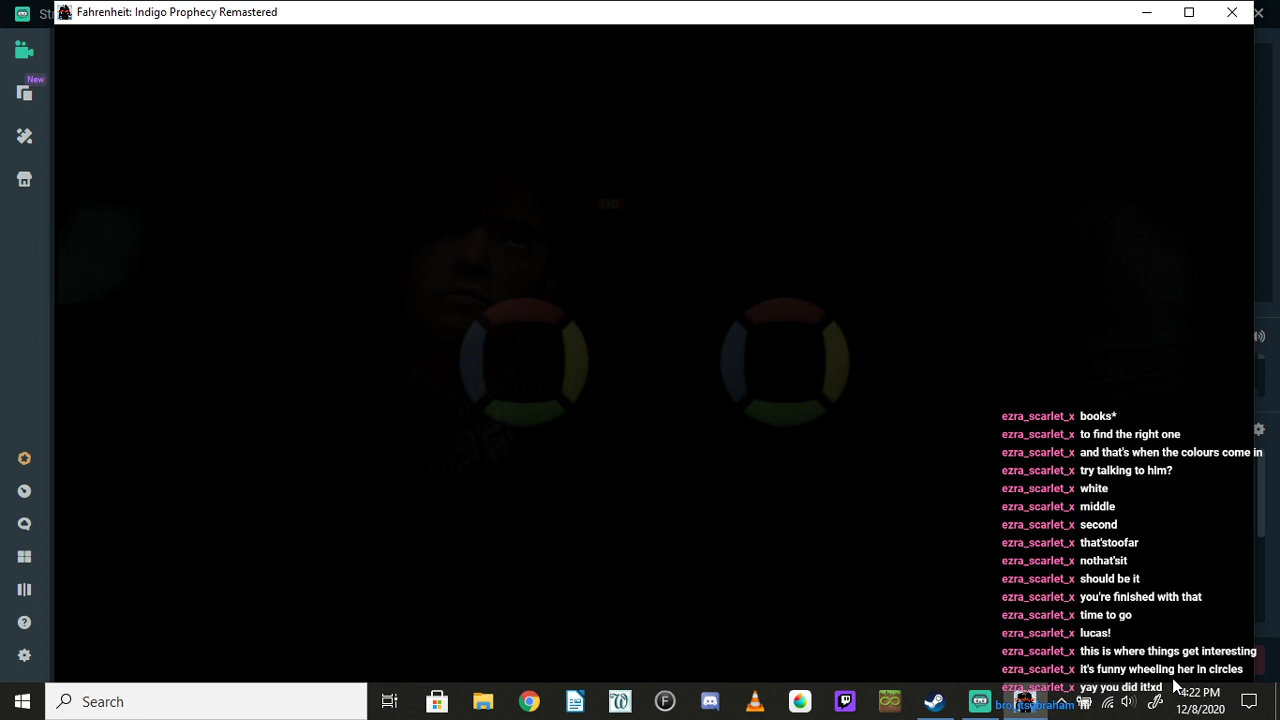 Fahrenheit: Indigo Prophecy Remastered
New
ezra_scarlet_x books*
ezra_scarlet_x to find the right one
ezra_scarlet_x and that's when the colours come in
ezra_scarlet_x try talking to him?
ezra_scarlet_x white
ezra_scarlet_x middle
ezra_scarlet_x second
ezra_scarlet_x that'stoofar
ezra_scarlet_x nothat'sit
ezra_scarlet_x should be it
ezra_scarlet_x you're finished with that
ezra_scarlet_x time to go
ezra_scarlet_x lucas!
ezra_scarlet_x this is where things get interesting
ezra_scarlet_x it's funny wheeling her in circles
ezra_scarlet_x yay you did it!xd
Search
4:22 PM
12/8/2020